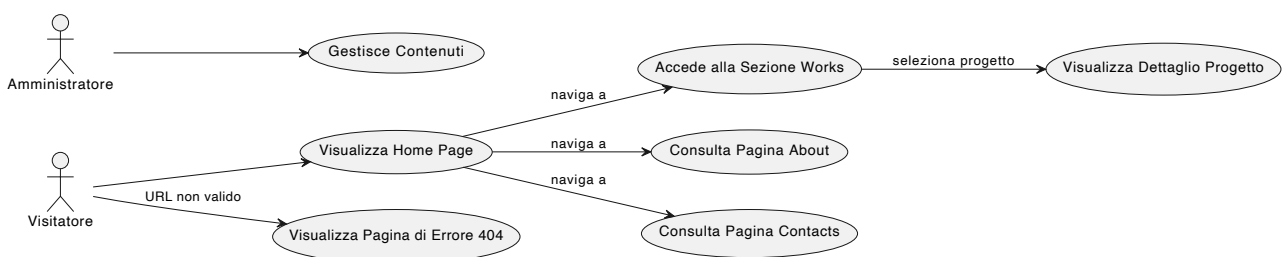 Amministratore
Gestisce Contenuti
Accede alla Sezione Works
seleziona progetto
Visualizza Dettaglio Progetto
naviga a
Visitatore
Visualizza Home Page
naviga a
Consulta Pagina About
naviga a
URL non valido
Visualizza Pagina di Errore 404
Consulta Pagina Contacts